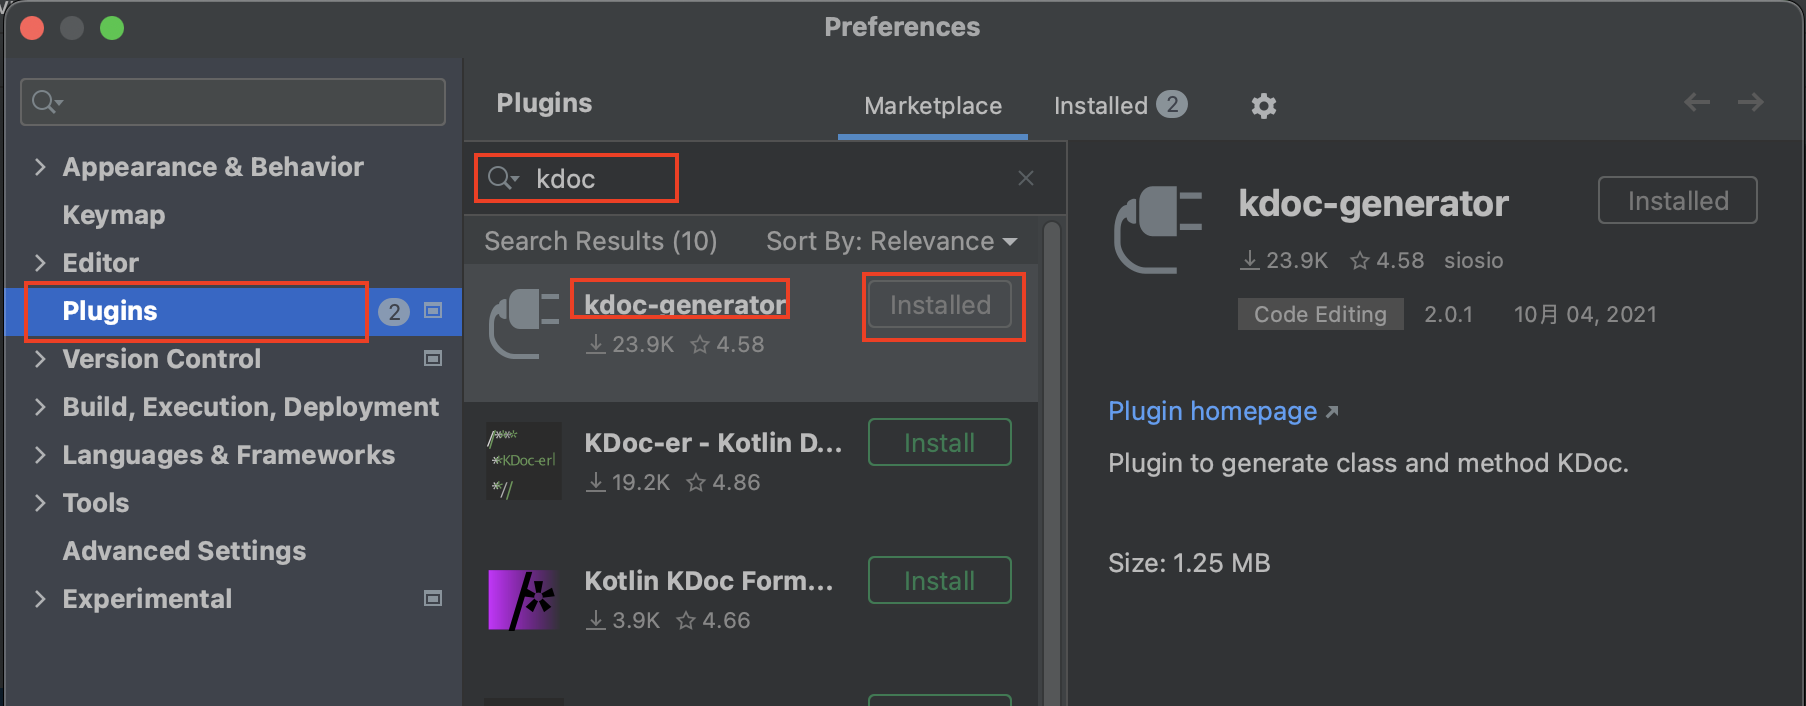 Preferences
Plugins
Marketplace
Installed 2
Appearance & Behavior
Keymap
Editor
Plugins 2
Version Control
Build, Execution, Deployment
Languages & Frameworks
Tools
Advanced Settings
Experimental
kdoc
Search Results (10) Sort By: Relevance
kdoc-generator Installed
23.9K 4.58
/***
*KDoc-er
*//
KDoc-er - Kotlin D... Install
19.2K 4.86
/*
Kotlin KDoc Form... Install
3.9K 4.66
kdoc-generator Installed
23.9K 4.58 siosio
Code Editing 2.0.1 10月 04, 2021
Plugin homepage
Plugin to generate class and method KDoc.
Size: 1.25 MB